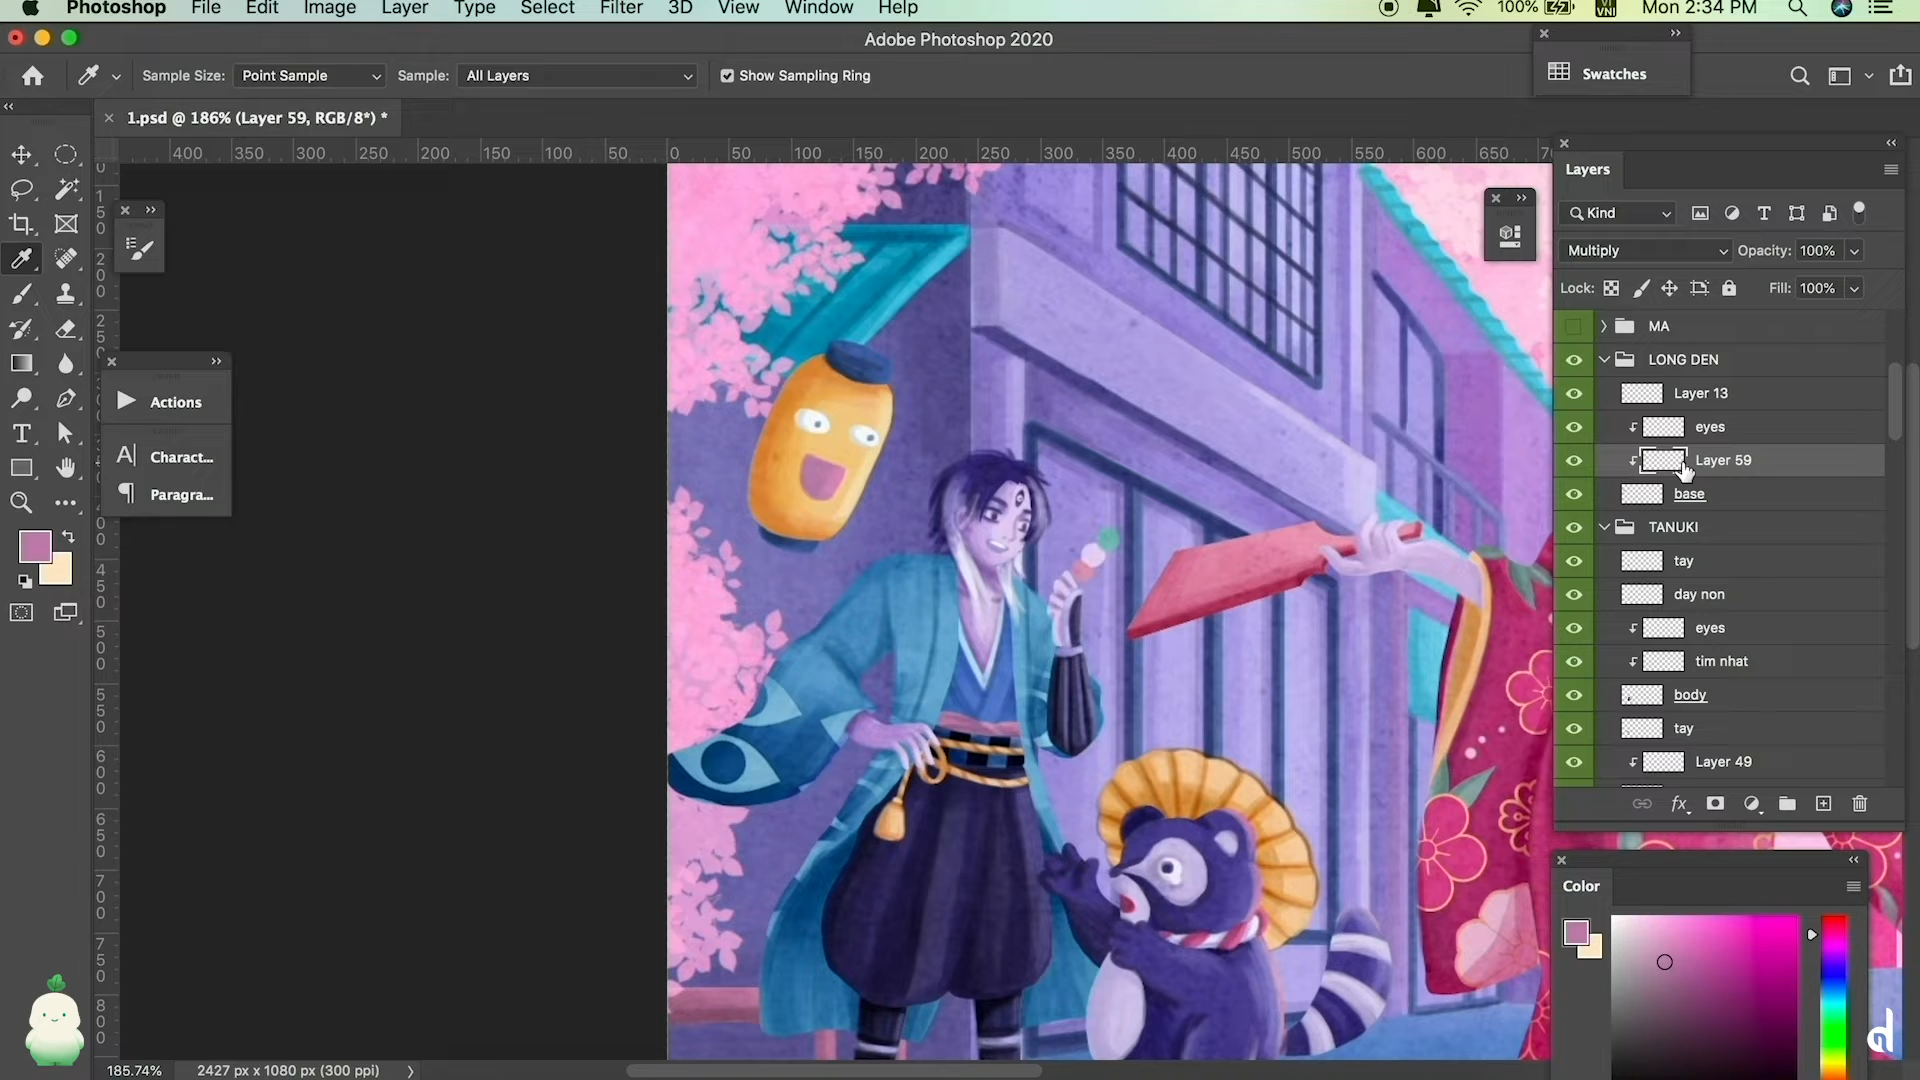 Photoshop File Edit Image Layer Type Select Filter 3D View Window Help 100% VNI Mon 2:34 PM
Adobe Photoshop 2020
Sample Size: Point Sample Sample: All Layers Show Sampling Ring
Swatches
1.psd @ 186% (Layer 59, RGB/8*) *
400 350 300 250 200 150 100 50 0 50 100 150 200 250 300 350 400 450 500 550 600 650
Layers
Kind
Multiply Opacity: 100%
Lock: Fill: 100%
MA
LONG DEN
Layer 13
eyes
Layer 59
base
TANUKI
tay
day non
eyes
tim nhat
body
tay
Layer 49
fx
Actions
Charact...
Paragra...
Color
185.74% 2427 px x 1080 px (300 ppi)